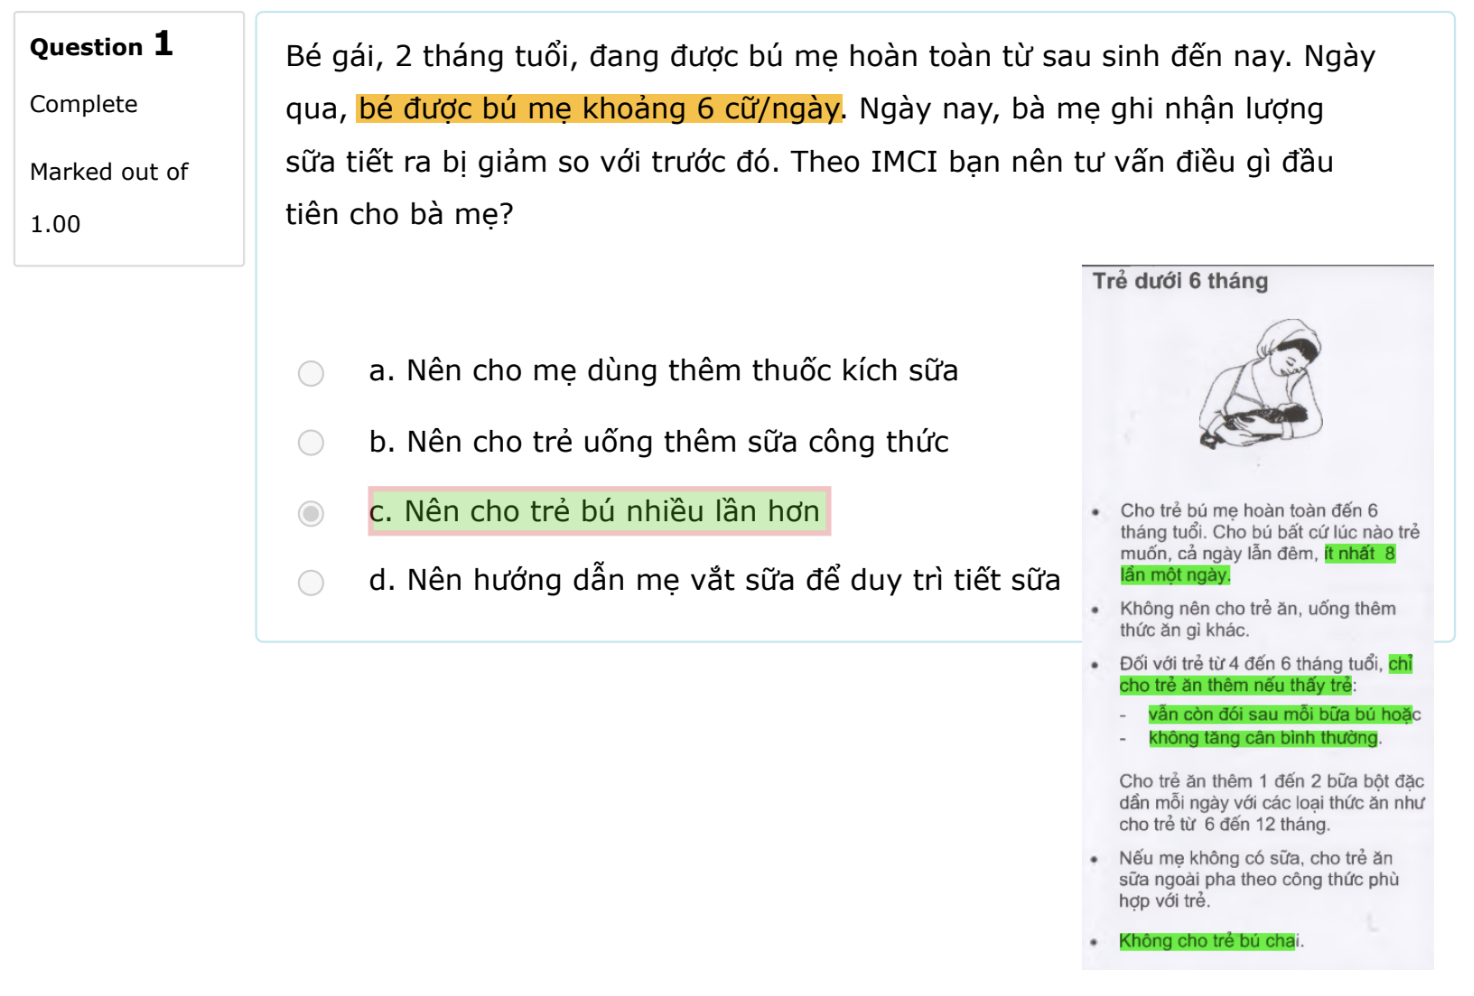 Question 1
Complete
Marked out of
1.00
Bé gái, 2 tháng tuổi, đang được bú mẹ hoàn toàn từ sau sinh đến nay. Ngày
qua, bé được bú mẹ khoảng 6 cữ/ngày. Ngày nay, bà mẹ ghi nhận lượng
sữa tiết ra bị giảm so với trước đó. Theo IMCI bạn nên tư vấn điều gì đầu
tiên cho bà mẹ?
a. Nên cho mẹ dùng thêm thuốc kích sữa
b. Nên cho trẻ uống thêm sữa công thức
c. Nên cho trẻ bú nhiều lần hơn
d. Nên hướng dẫn mẹ vắt sữa để duy trì tiết sữa
Trẻ dưới 6 tháng
• Cho trẻ bú mẹ hoàn toàn đến 6
tháng tuổi. Cho bú bất cứ lúc nào trẻ
muốn, cả ngày lẫn đêm, ít nhất 8
lần một ngày.
• Không nên cho trẻ ăn, uống thêm
thức ăn gì khác.
• Đối với trẻ từ 4 đến 6 tháng tuổi, chỉ
cho trẻ ăn thêm nếu thấy trẻ:
- vẫn còn đói sau mỗi bữa bú hoặc
- không tăng cân bình thường.
Cho trẻ ăn thêm 1 đến 2 bữa bột đặc
dần mỗi ngày với các loại thức ăn như
cho trẻ từ 6 đến 12 tháng.
• Nếu mẹ không có sữa, cho trẻ ăn
sữa ngoài pha theo công thức phù
hợp với trẻ.
• Không cho trẻ bú chai.